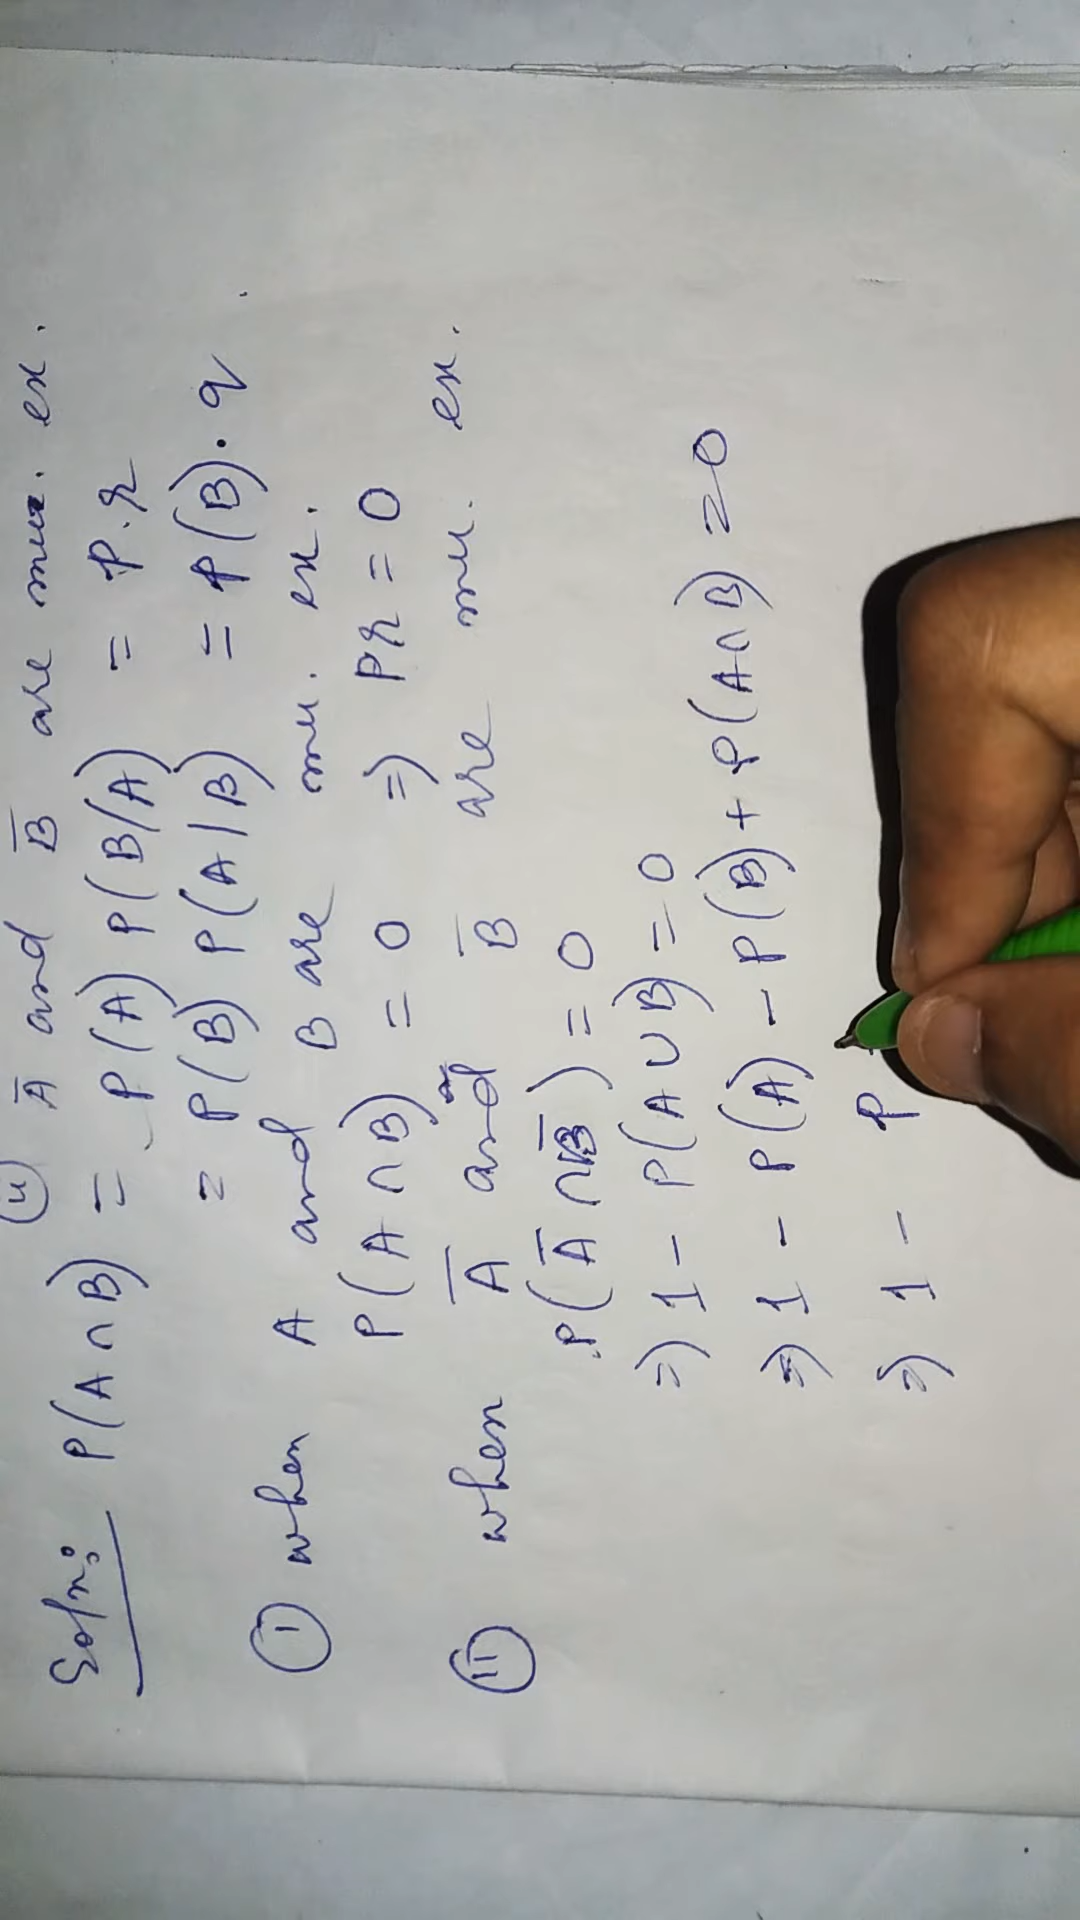 (ii) A̅ and B̅ are mu. ex.
Soln: P(A∩B) = P(A) P(B/A) = p.r
= P(B) P(A|B) = P(B).q
(i) when A and B are mu. ex.
P(A∩B) = 0 ⇒ pr = 0
(ii) when A̅ and B̅ are mu. ex.
P(A̅ ∩ B̅) = 0
⇒ 1 - P(A∪B) = 0
⇒ 1 - P(A) - P(B) + P(A∩B) = 0
⇒ 1 - P